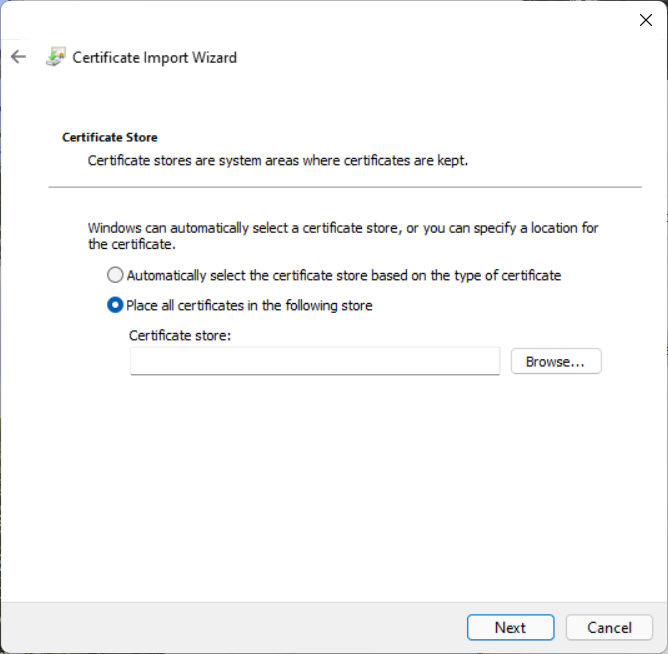 Certificate Import Wizard
Certificate Store
Certificate stores are system areas where certificates are kept.
Windows can automatically select a certificate store, or you can specify a location for
the certificate.
Automatically select the certificate store based on the type of certificate
Place all certificates in the following store
Certificate store:
Browse...
Next
Cancel